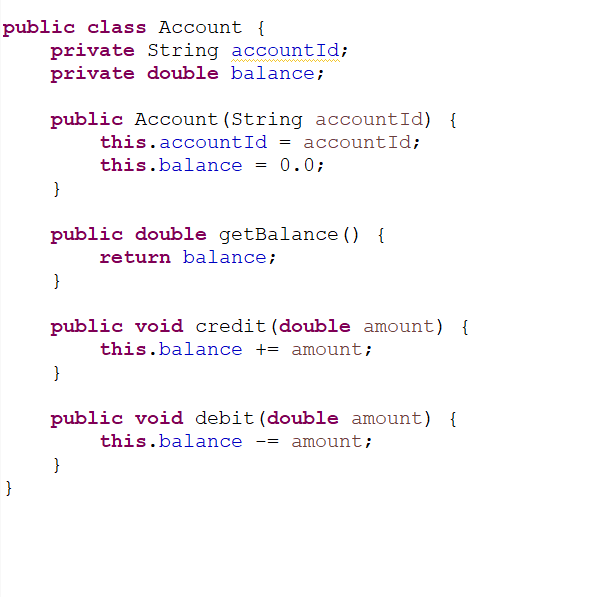 public class Account {
    private String accountId;
    private double balance;

    public Account(String accountId) {
        this.accountId = accountId;
        this.balance = 0.0;
    }

    public double getBalance() {
        return balance;
    }

    public void credit(double amount) {
        this.balance += amount;
    }

    public void debit(double amount) {
        this.balance -= amount;
    }
}